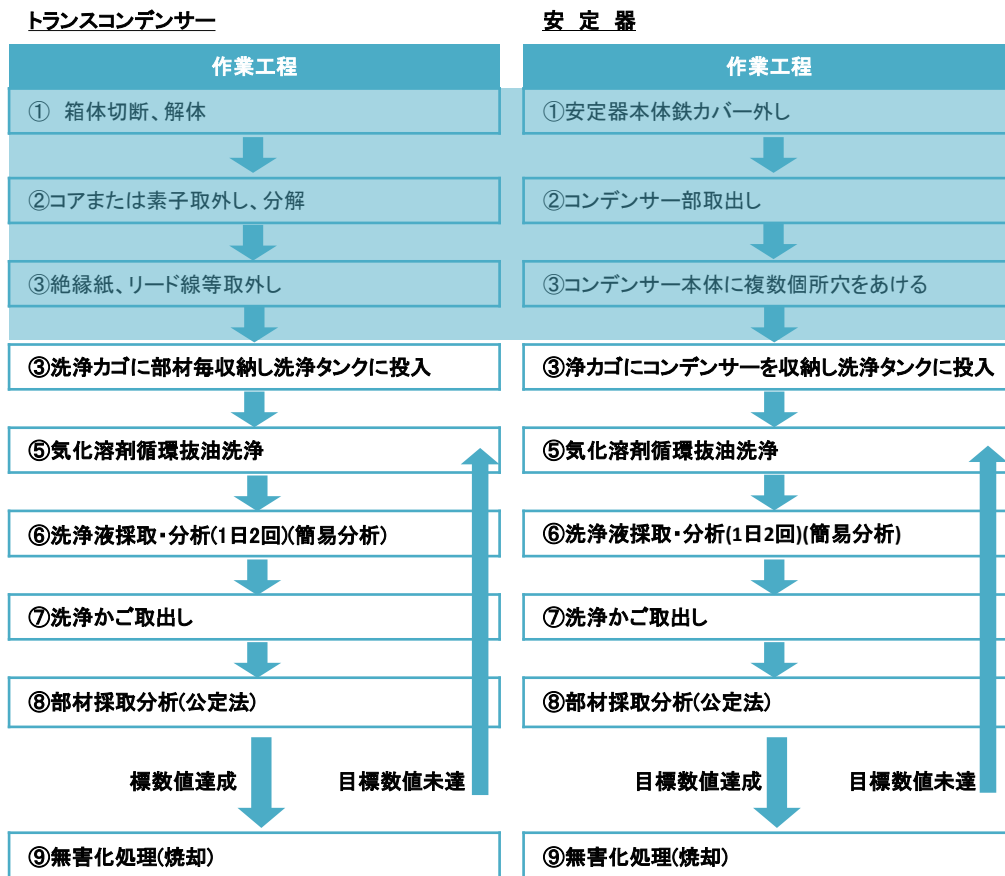 トランスコンデンサー
作業工程
① 箱体切断、解体
②コアまたは素子取外し、分解
③絶縁紙、リード線等取外し
③洗浄カゴに部材毎収納し洗浄タンクに投入
⑤気化溶剤循環抜油洗浄
⑥洗浄液採取・分析(1日2回)(簡易分析)
⑦洗浄かご取出し
⑧部材採取分析(公定法)
標数値達成 目標数値未達
⑨無害化処理(焼却)
安 定 器
作業工程
①安定器本体鉄カバー外し
②コンデンサー部取出し
③コンデンサー本体に複数個所穴をあける
③浄カゴにコンデンサーを収納し洗浄タンクに投入
⑤気化溶剤循環抜油洗浄
⑥洗浄液採取・分析(1日2回)(簡易分析)
⑦洗浄かご取出し
⑧部材採取分析(公定法)
目標数値達成 目標数値未達
⑨無害化処理(焼却)